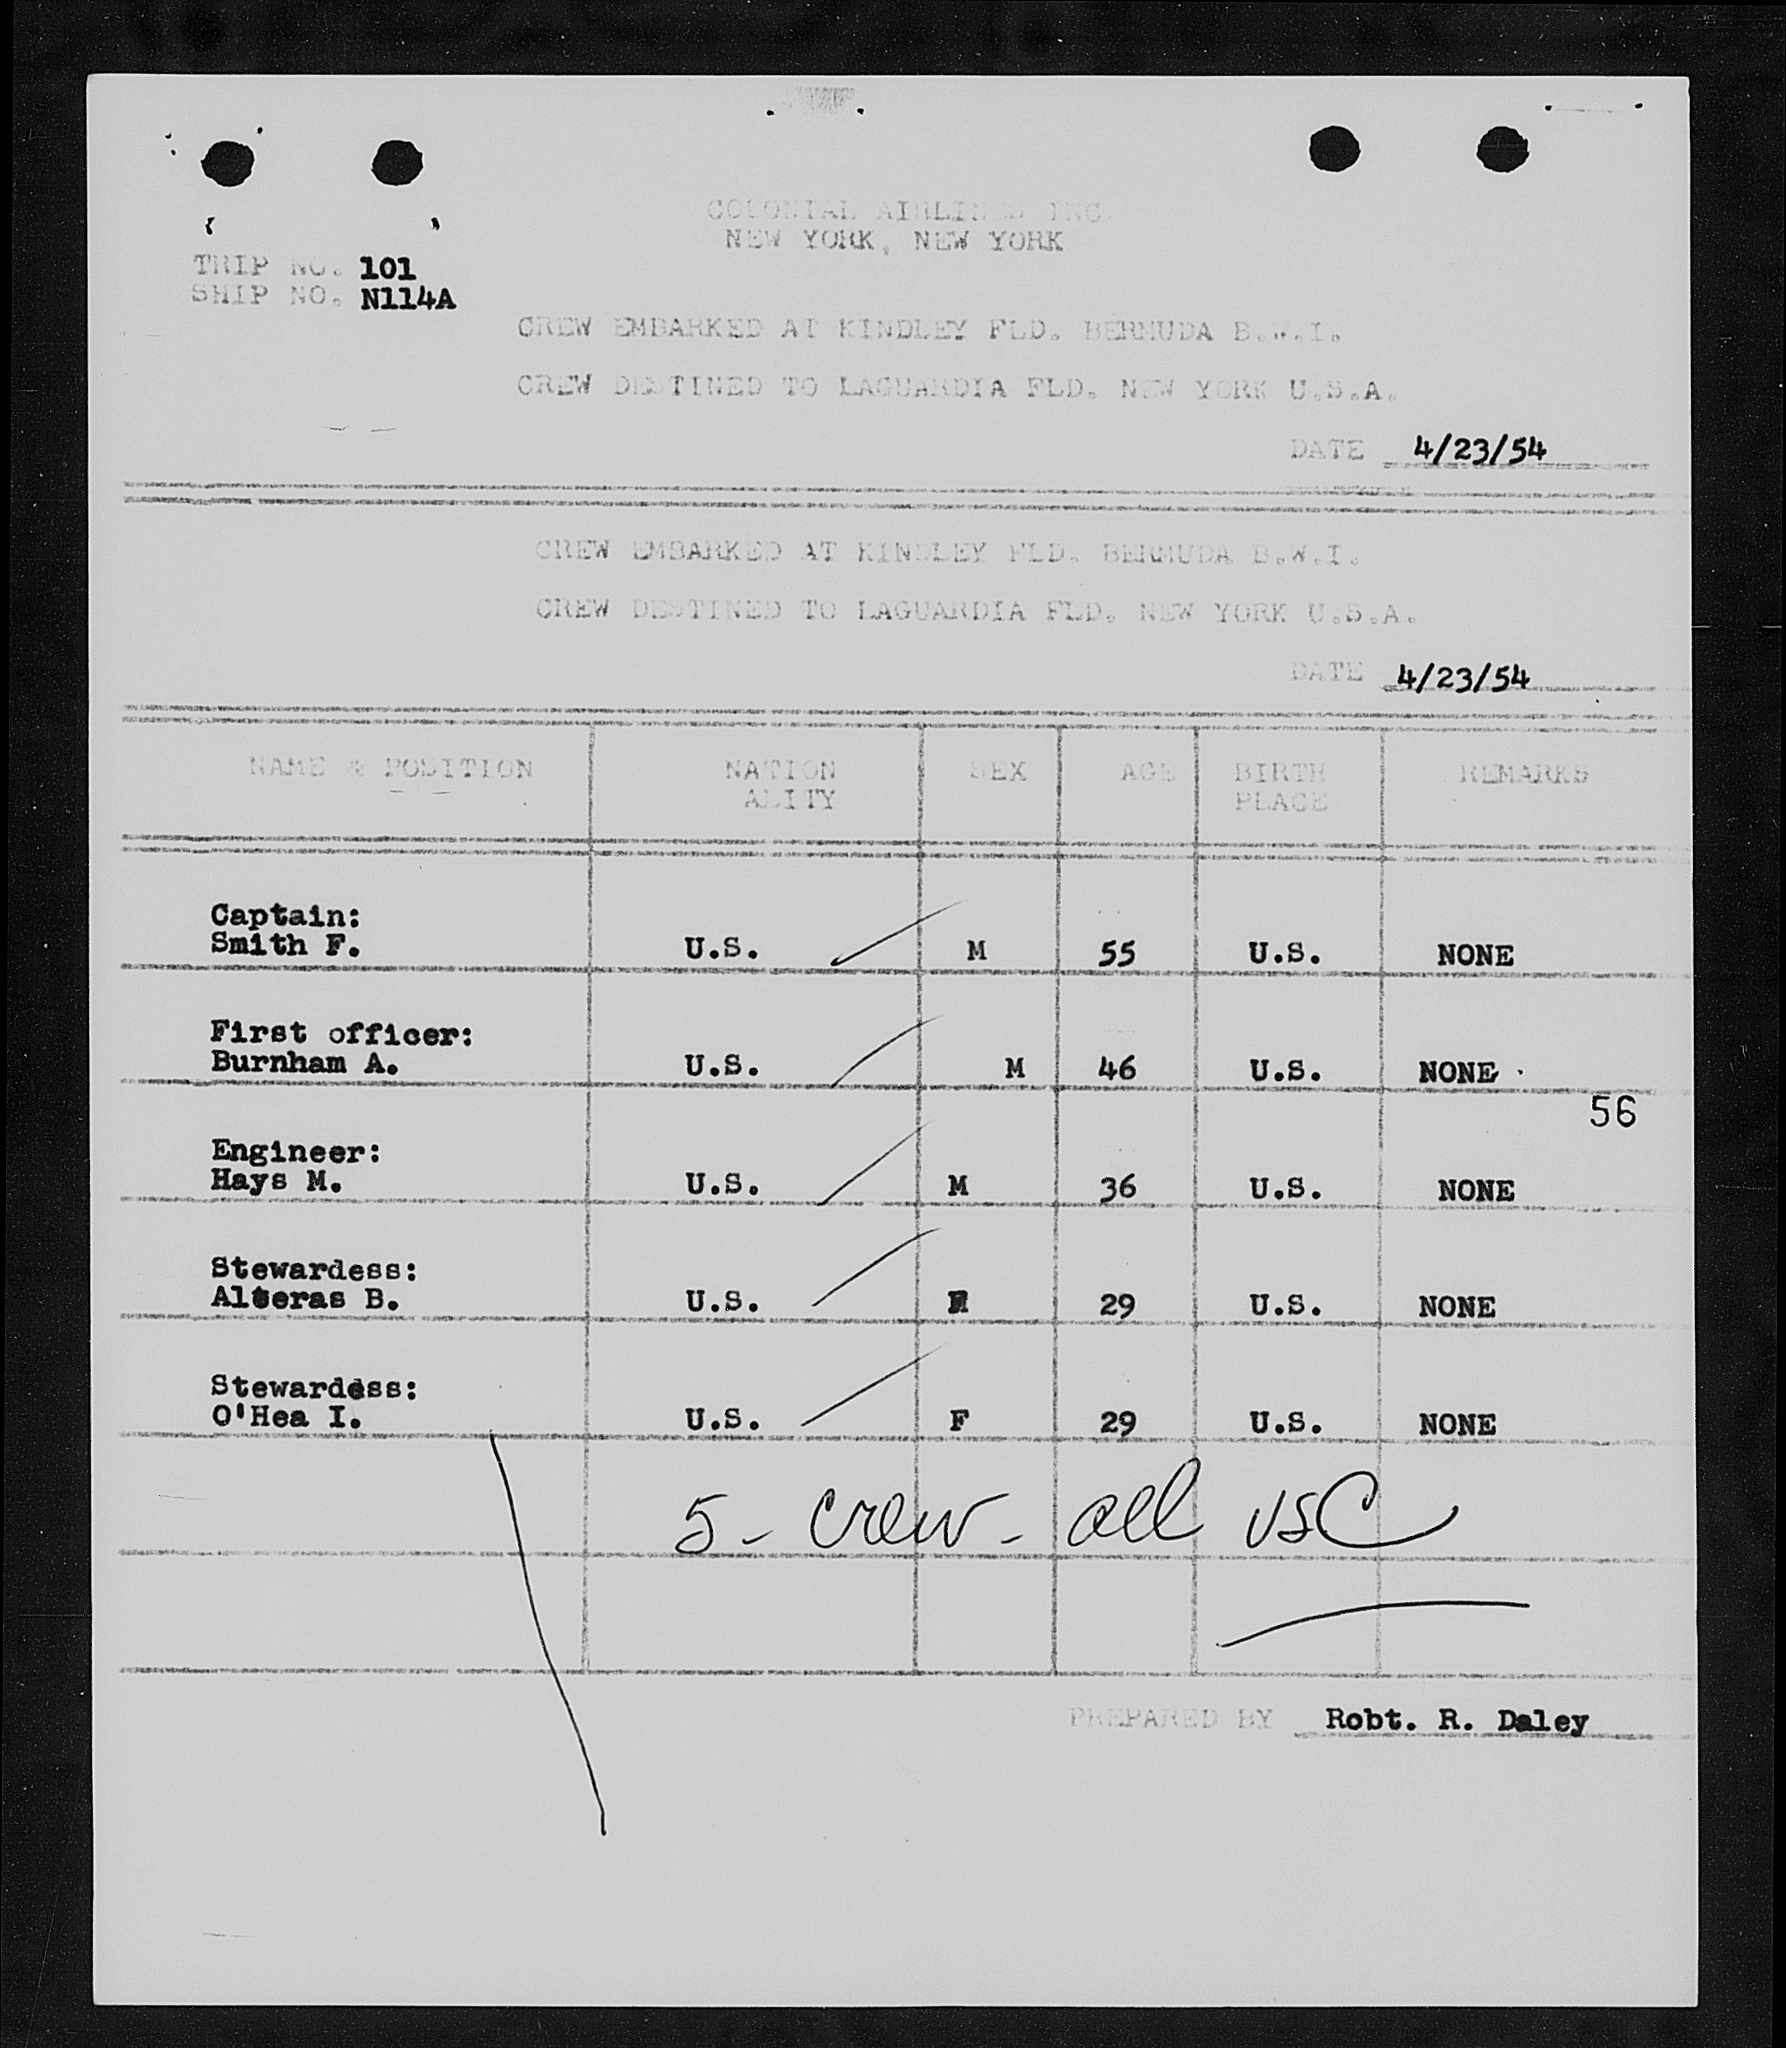 COLONIAL AIRLINES INC.
NEW YORK, NEW YORK
TRIP NO. 101
SHIP NO. N114A
CREW EMBARKED AT KINDLEY FLD. BERMUDA B.W.I.
CREW DESTINED TO LAGUARDIA FLD. NEW YORK U.S.A.
DATE 4/23/54
CREW EMBARKED AT KINDLEY FLD. BERMUDA B.W.I.
CREW DESTINED TO LAGUARDIA FLD. NEW YORK U.S.A.
DATE 4/23/54
NAME & POSITION NATION SEX AGE BIRTH REMARKS
ALITY PLACE
Captain:
Smith F. U.S. M 55 U.S. NONE
First officer:
Burnham A. U.S. M 46 U.S. NONE
56
Engineer:
Hays M. U.S. M 36 U.S. NONE
Stewardess:
Alteras B. U.S. F 29 U.S. NONE
Stewardess:
O'Hea I. U.S. F 29 U.S. NONE
5 - crew - all USC
PREPARED BY Robt. R. Daley